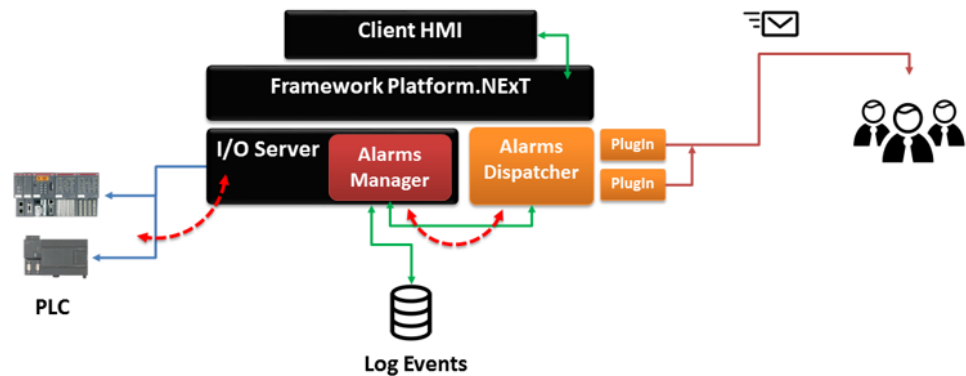 Client HMI
Framework Platform.NExT
I/O Server
Alarms
Manager
Alarms
Dispatcher
PlugIn
PlugIn
PLC
Log Events